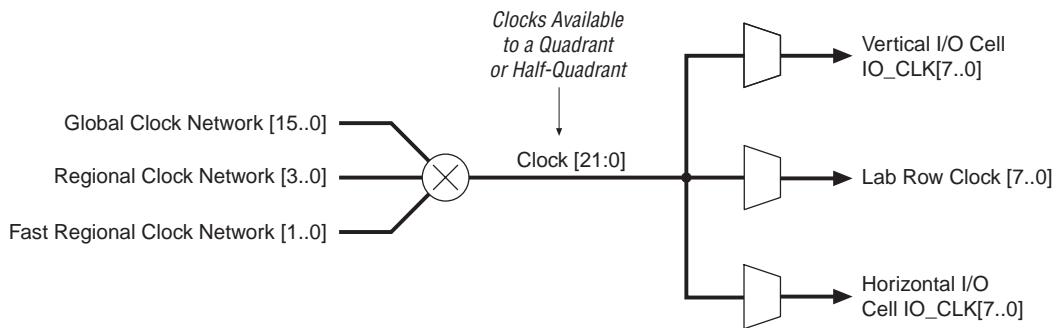 Clocks Available
to a Quadrant
or Half-Quadrant
Vertical I/O Cell
IO_CLK[7..0]
Global Clock Network [15..0]
Clock [21:0]
Regional Clock Network [3..0]
Lab Row Clock [7..0]
Fast Regional Clock Network [1..0]
Horizontal I/O
Cell IO_CLK[7..0]